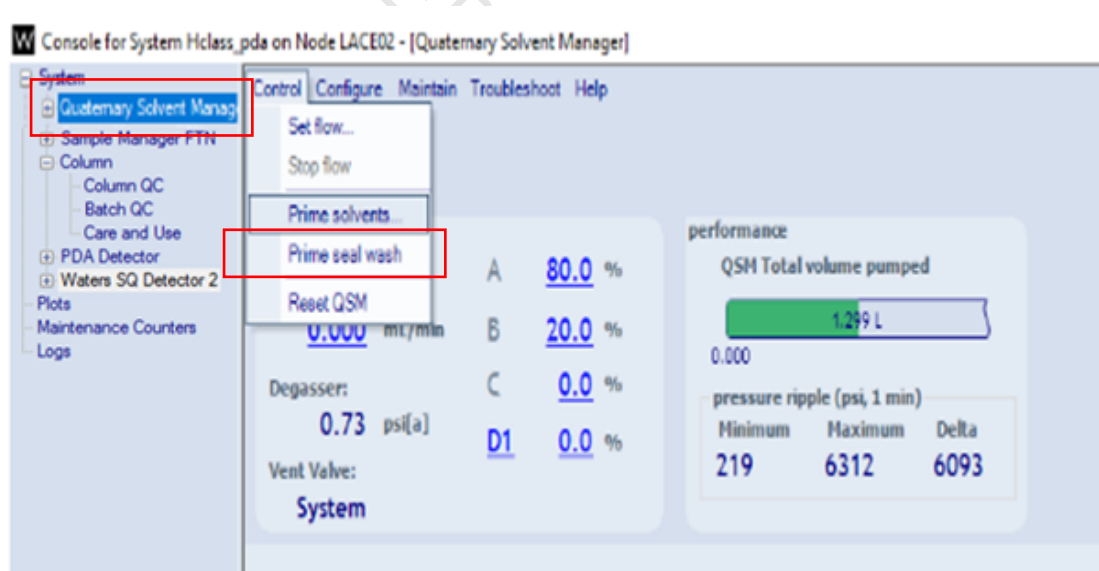 W Console for System Hclass_pda on Node LACE02 - [Quaternary Solvent Manager]
System
Quaternary Solvent Manag
Sample Manager FTN
Column
Column QC
Batch QC
Care and Use
PDA Detector
Waters SQ Detector 2
Plots
Maintenance Counters
Logs
Control Configure Maintain Troubleshoot Help
Set flow...
Stop flow
Prime solvents...
Prime seal wash
Reset QSM
0.000 mL/min
Degasser:
0.73 psi[a]
Vent Valve:
System
A 80.0 %
B 20.0 %
C 0.0 %
D1 0.0 %
performance
QSM Total volume pumped
1.299 L
0.000
pressure ripple (psi, 1 min)
Minimum Maximum Delta
219 6312 6093